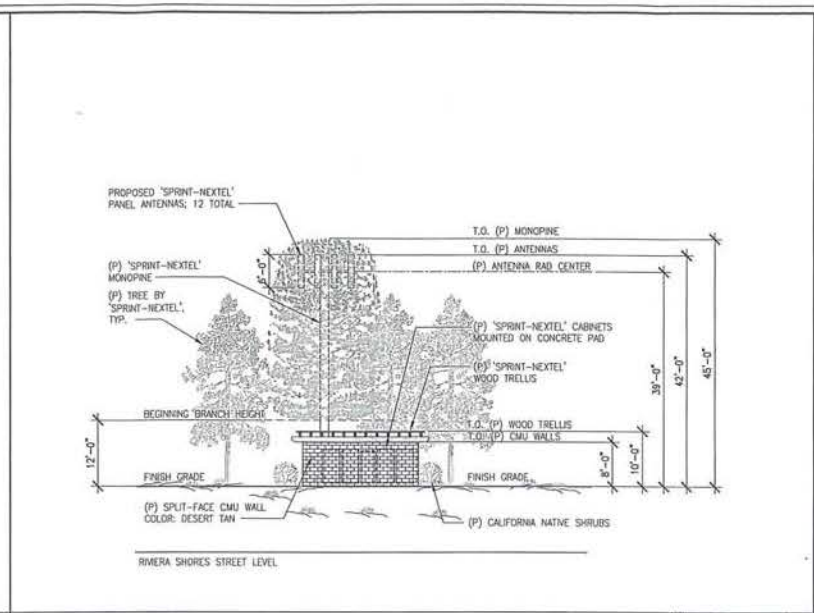 PROPOSED 'SPRINT-NEXTEL'
PANEL ANTENNAS; 12 TOTAL
(P) 'SPRINT-NEXTEL'
MONOPINE
(P) TREE BY
'SPRINT-NEXTEL',
TYP.
6'-0"
T.O. (P) MONOPINE
T.O. (P) ANTENNAS
(P) ANTENNA RAD CENTER
(P) 'SPRINT-NEXTEL' CABINETS
MOUNTED ON CONCRETE PAD
(P) 'SPRINT-NEXTEL'
WOOD TRELLIS
39'-0"
42'-0"
45'-0"
BEGINNING BRANCH HEIGHT
T.O. (P) WOOD TRELLIS
T.O. (P) CMU WALLS
12'-0"
8'-0"
10'-0"
FINISH GRADE
FINISH GRADE
(P) SPLIT-FACE CMU WALL
COLOR: DESERT TAN
(P) CALIFORNIA NATIVE SHRUBS
RIVIERA SHORES STREET LEVEL